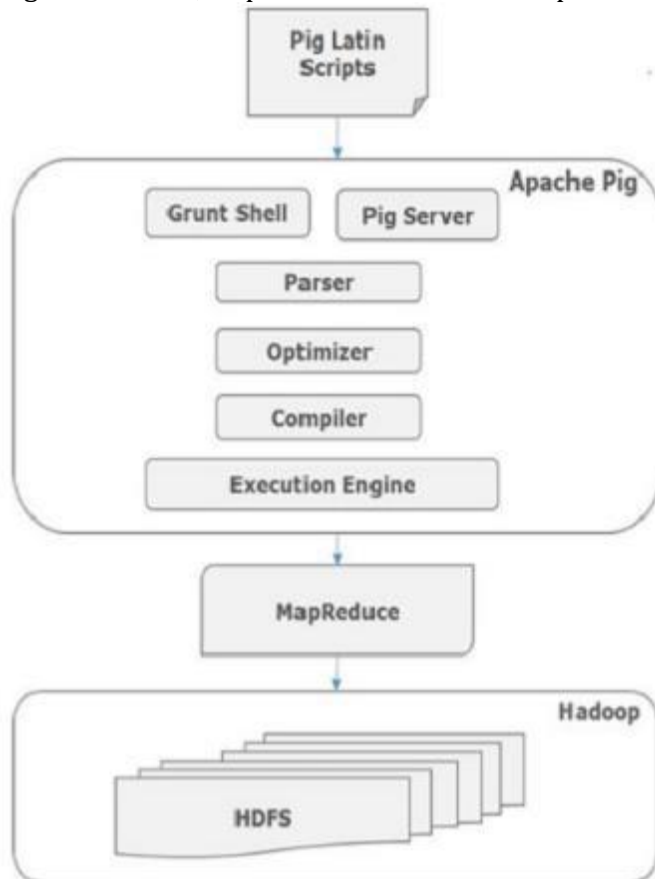 Pig Latin
Scripts
Apache Pig
Grunt Shell
Pig Server
Parser
Optimizer
Compiler
Execution Engine
MapReduce
Hadoop
HDFS